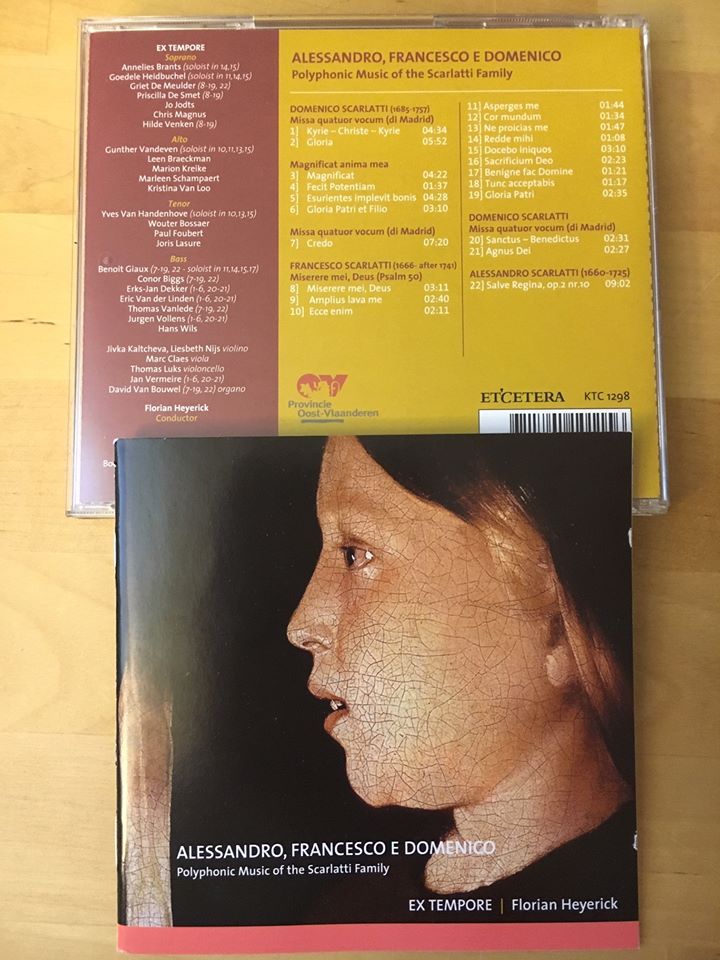 EX TEMPORE
Soprano
Annelies Brants (soloist in 14,15)
Goedele Heidbuchel (soloist in 11,14,15)
Griet De Meulder (8-19, 22)
Priscilla De Smet (8-19)
Jo Jodts
Chris Magnus
Hilde Venken (8-19)
Alto
Gunther Vandeven (soloist in 10,11,13,15)
Leen Braeckman
Marion Kreike
Marleen Schampaert
Kristina Van Loo
Tenor
Yves Van Handenhove (soloist in 10,13,15)
Wouter Bossaer
Paul Foubert
Joris Lasure
Bass
Benoit Giaux (7-19, 22 - soloist in 11,14,15,17)
Conor Biggs (7-19, 22)
Erks-Jan Dekker (1-6, 20-21)
Eric Van der Linden (1-6, 20-21)
Thomas Vanlede (7-19, 22)
Jurgen Vollens (1-6, 20-21)
Hans Wils
Jivka Kaltcheva, Liesbeth Nijs violino
Marc Claes viola
Thomas Luks violoncello
Jan Vermeire (1-6, 20-21)
David Van Bouwel (7-19, 22) organo
Florian Heyerick
Conductor
ALESSANDRO, FRANCESCO E DOMENICO
Polyphonic Music of the Scarlatti Family
DOMENICO SCARLATTI (1685-1757)
Missa quatuor vocum (di Madrid)
1] Kyrie – Christe – Kyrie 04:34
2] Gloria 05:52
Magnificat anima mea
3] Magnificat 04:22
4] Fecit Potentiam 01:37
5] Esurientes implevit bonis 04:28
6] Gloria Patri et Filio 03:10
Missa quatuor vocum (di Madrid)
7] Credo 07:20
FRANCESCO SCARLATTI (1666- after 1741)
Miserere mei, Deus (Psalm 50)
8] Miserere mei, Deus 03:11
9] Amplius lava me 02:40
10] Ecce enim 02:11
11] Asperges me 01:44
12] Cor mundum 01:34
13] Ne proicias me 01:47
14] Redde mihi 01:08
15] Docebo iniquos 03:10
16] Sacrificium Deo 02:23
17] Benigne fac Domine 01:21
18] Tunc acceptabis 01:17
19] Gloria Patri 01:35
DOMENICO SCARLATTI
Missa quatuor vocum (di Madrid)
20] Sanctus – Benedictus 02:31
21] Agnus Dei 02:27
ALESSANDRO SCARLATTI (1660-1725)
22] Salve Regina, op.2 nr.10 09:02
Provincie
Oost-Vlaanderen
ETCETERA KTC 1298
ALESSANDRO, FRANCESCO E DOMENICO
Polyphonic Music of the Scarlatti Family
EX TEMPORE | Florian Heyerick